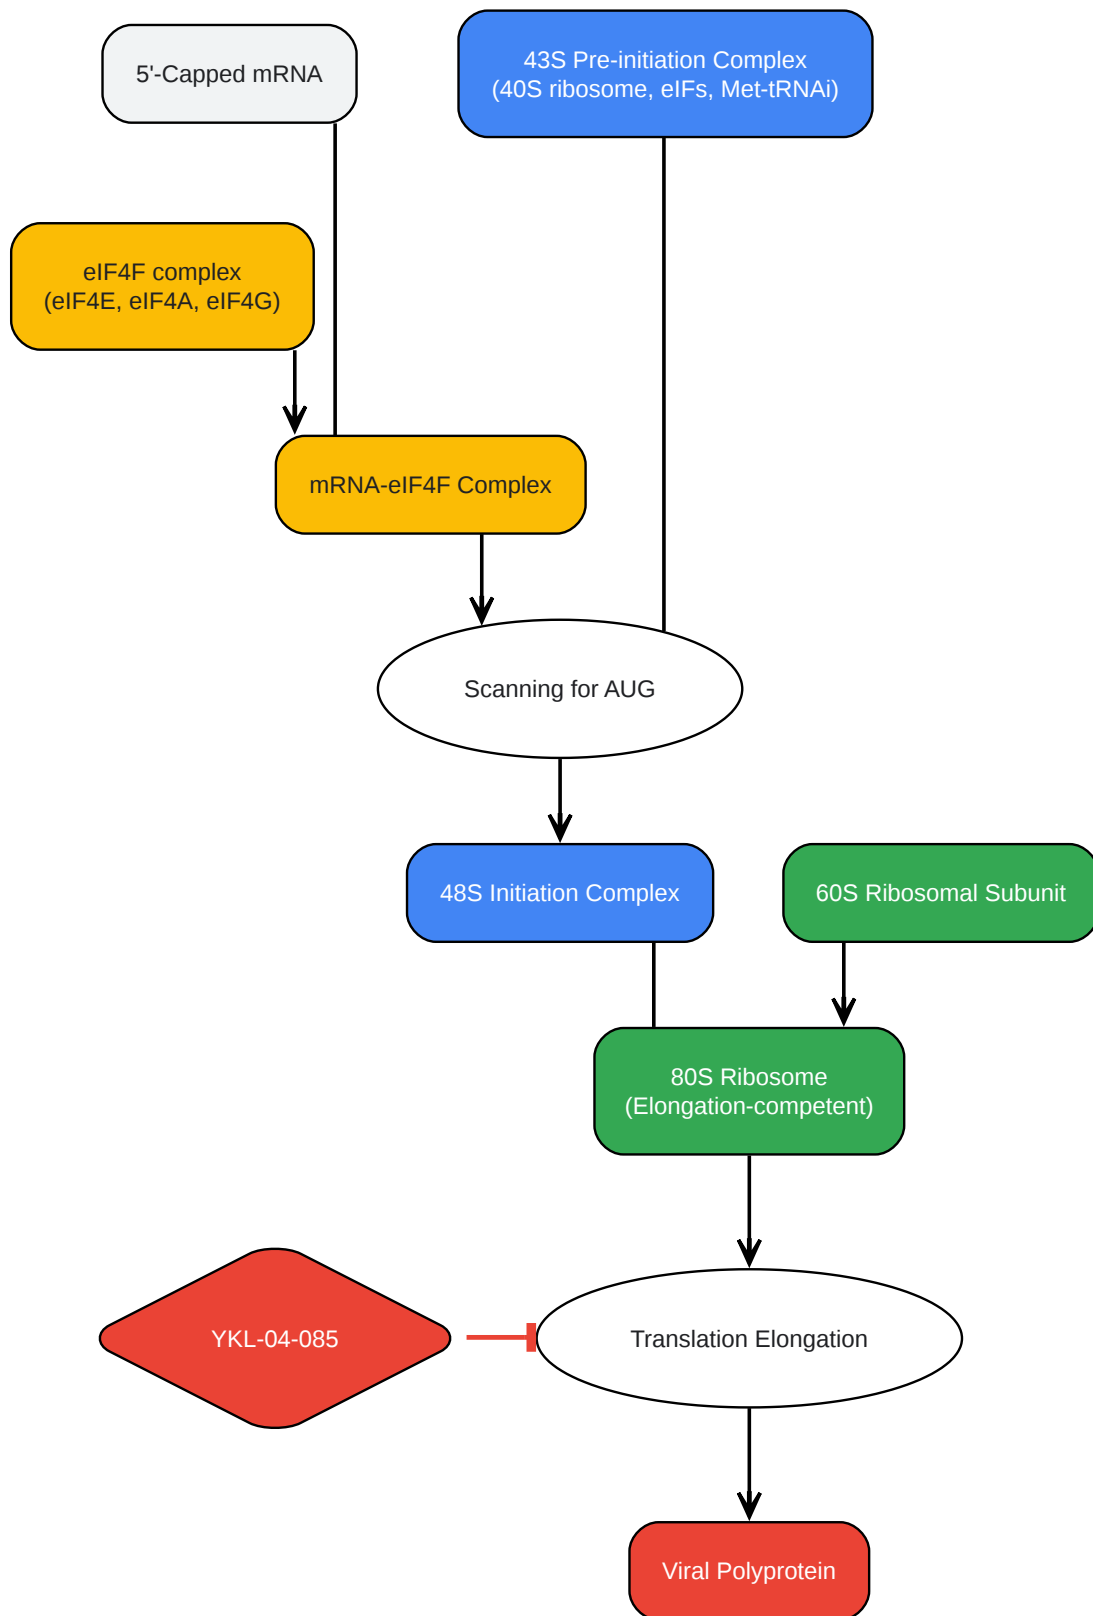 5'-Capped mRNA
43S Pre-initiation Complex
(40S ribosome, eIFs, Met-tRNAi)
eIF4F complex
(eIF4E, eIF4A, eIF4G)
mRNA-eIF4F Complex
Scanning for AUG
48S Initiation Complex
60S Ribosomal Subunit
80S Ribosome
(Elongation-competent)
YKL-04-085
Translation Elongation
Viral Polyprotein